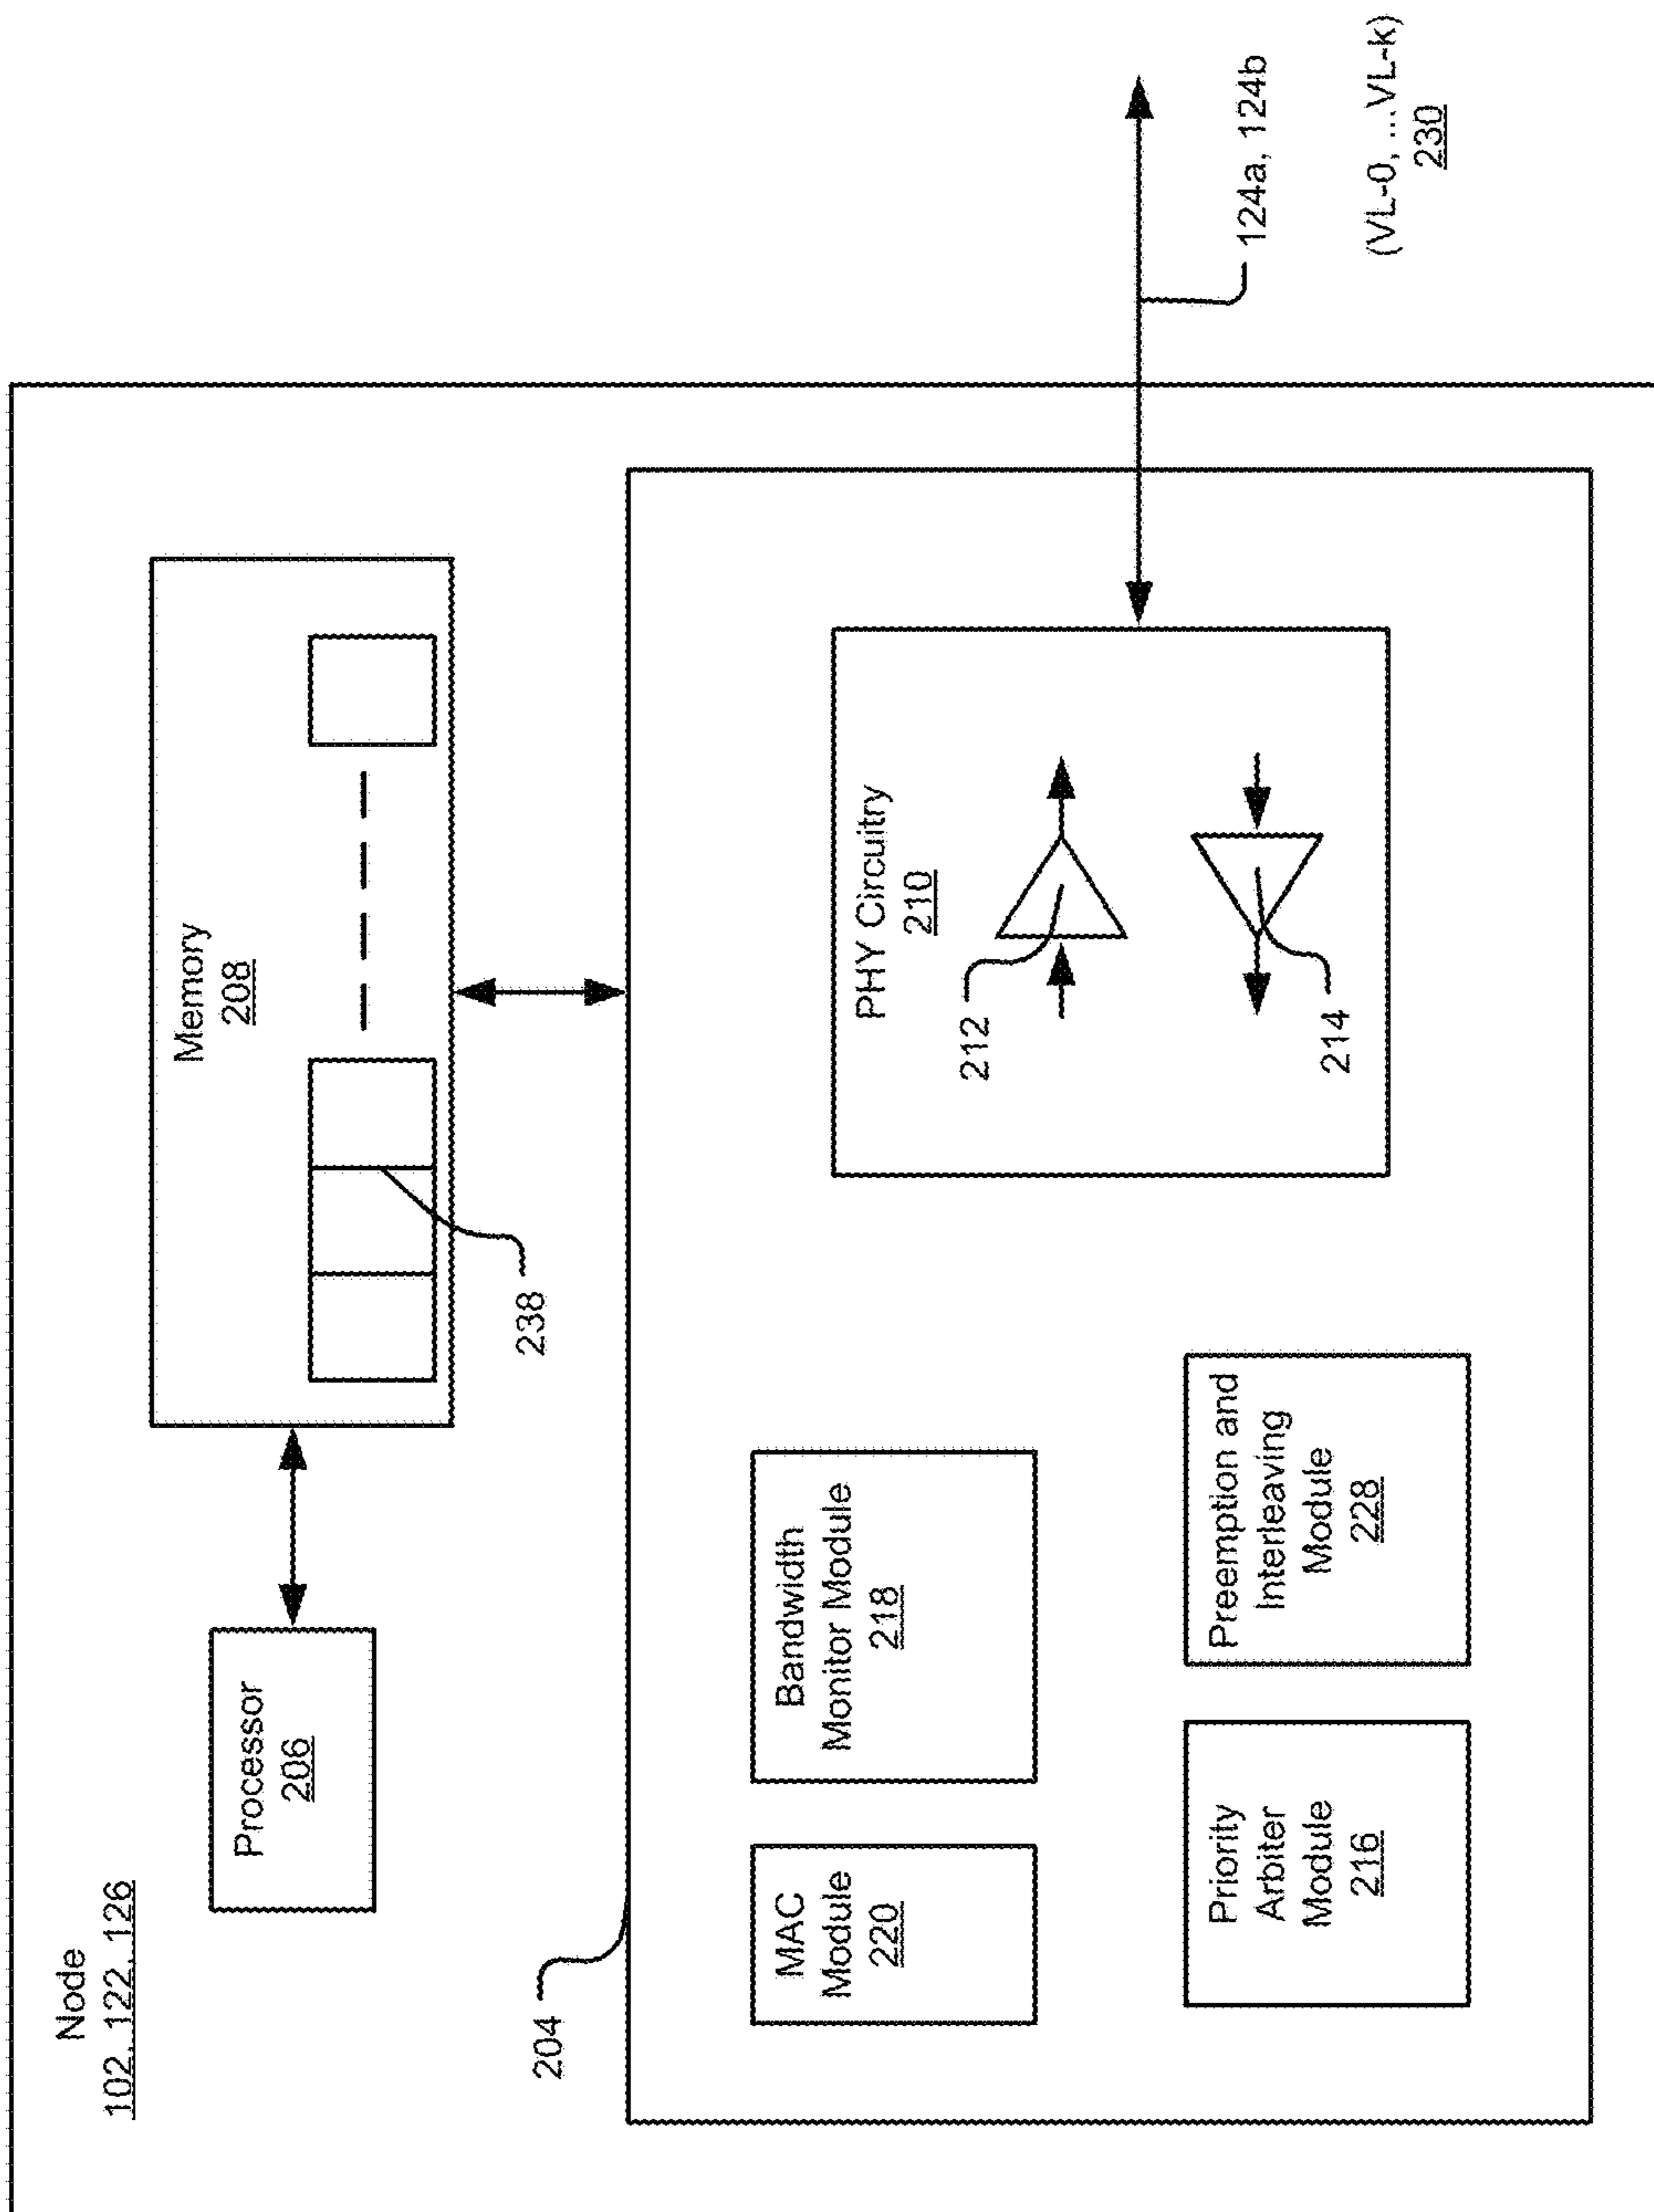 Node
102, 122, 126
Processor
206
Memory
208
238
204
MAC
Module
220
Bandwidth
Monitor Module
218
PHY Circuitry
210
212
214
Priority
Arbiter
Module
216
Preemption and
Interleaving
Module
228
124a, 124b
(VL-0, ...VL-k)
230